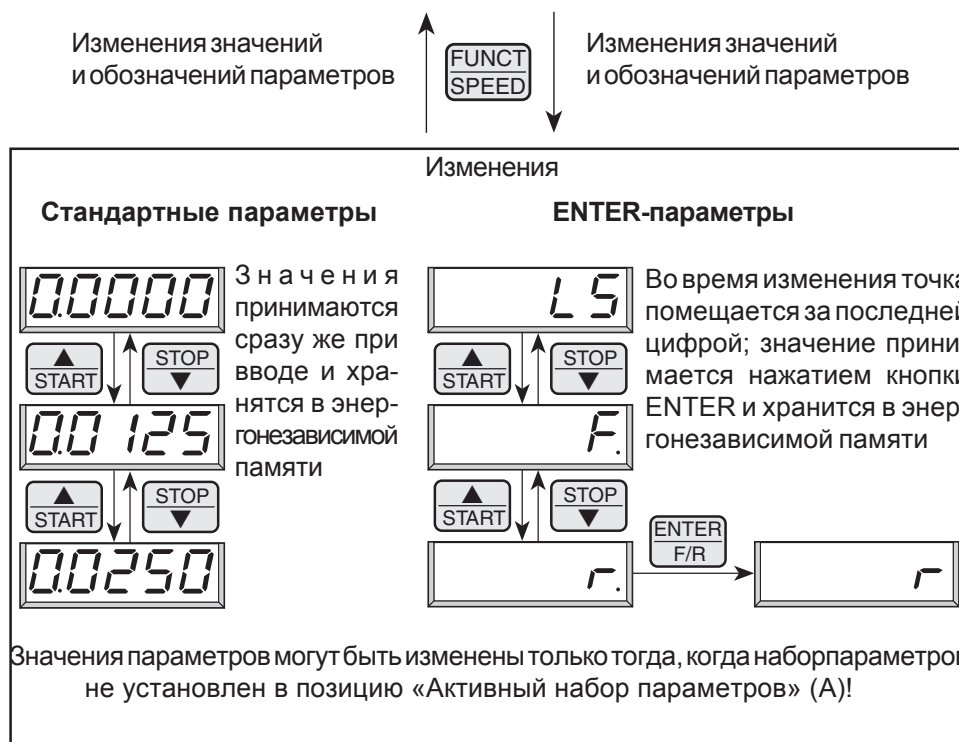 Изменения значений
и обозначений параметров
FUNCT
SPEED
Изменения значений
и обозначений параметров
Изменения
Стандартные параметры
ENTER-параметры
0.0000
Значения
принимаются
сразу же при
вводе и хра-
нятся в энер-
гонезависимой
памяти
▲
START
STOP
▼
0.0125
▲
START
STOP
▼
0.0250
LS
Во время изменения точка
помещается за последней
цифрой; значение прини
мается нажатием кнопки
ENTER и хранится в энер
гонезависимой памяти
▲
START
STOP
▼
F.
▲
START
STOP
▼
r.
ENTER
F/R
r
Значения параметров могут быть изменены только тогда, когда наборпараметров
не установлен в позицию «Активный набор параметров» (А)!